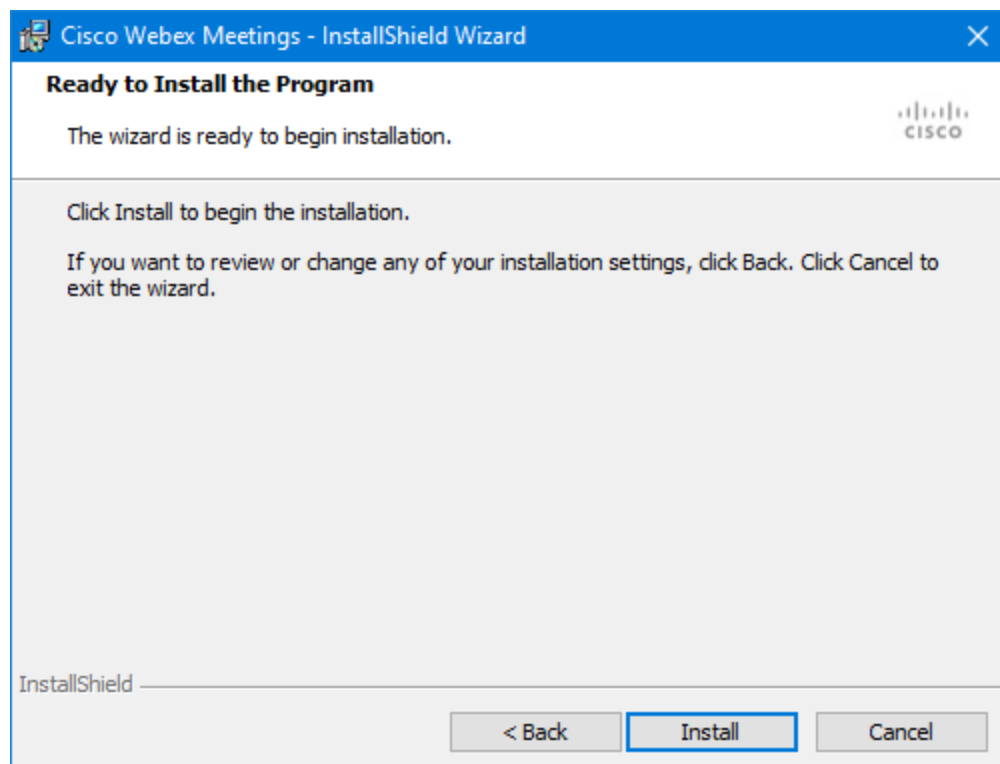 Cisco Webex Meetings - InstallShield Wizard
Ready to Install the Program
The wizard is ready to begin installation.
CISCO
Click Install to begin the installation.
If you want to review or change any of your installation settings, click Back. Click Cancel to
exit the wizard.
InstallShield
< Back Install Cancel